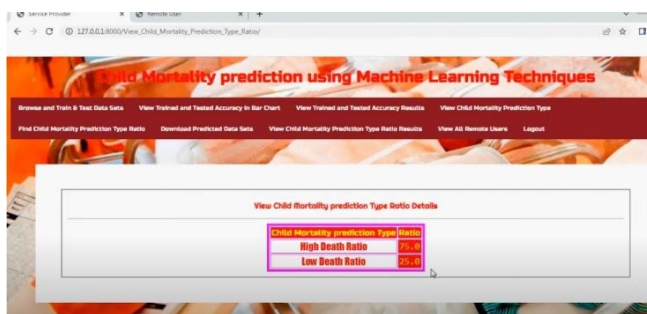 Service Provider
Remote User
127.0.0.1:8000/View_Child_Mortality_Prediction_Type_Ratio/
Child Mortality prediction using Machine Learning Techniques
Browse and Train & Test Data Sets View Trained and Tested Accuracy in Bar Chart View Trained and Tested Accuracy Results View Child Mortality Prediction Type
Find Child Mortality Prediction Type Ratio Download Predicted Data Sets View Child Mortality Prediction Type Ratio Results View All Remote Users Logout
View Child Mortality prediction Type Ratio Details
Child Mortality prediction Type Ratio
High Death Ratio 75.0
Low Death Ratio 25.0